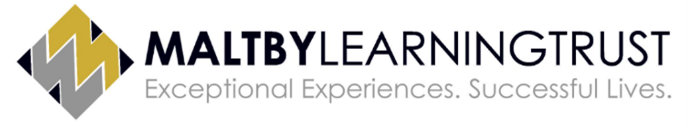 MALTBYLEARNINGTRUST
Exceptional Experiences. Successful Lives.